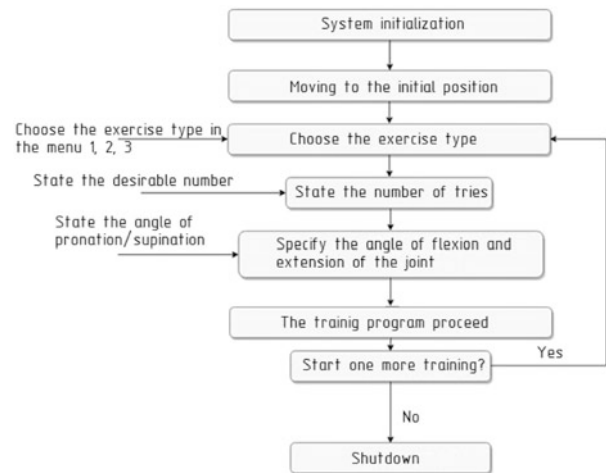 System initialization
Moving to the initial position
Choose the exercise type in
the menu 1, 2, 3
Choose the exercise type
State the desirable number
State the number of tries
State the angle of
pronation/supination
Specify the angle of flexion and
extension of the joint
The trainig program proceed
Start one more training?
Yes
No
Shutdown